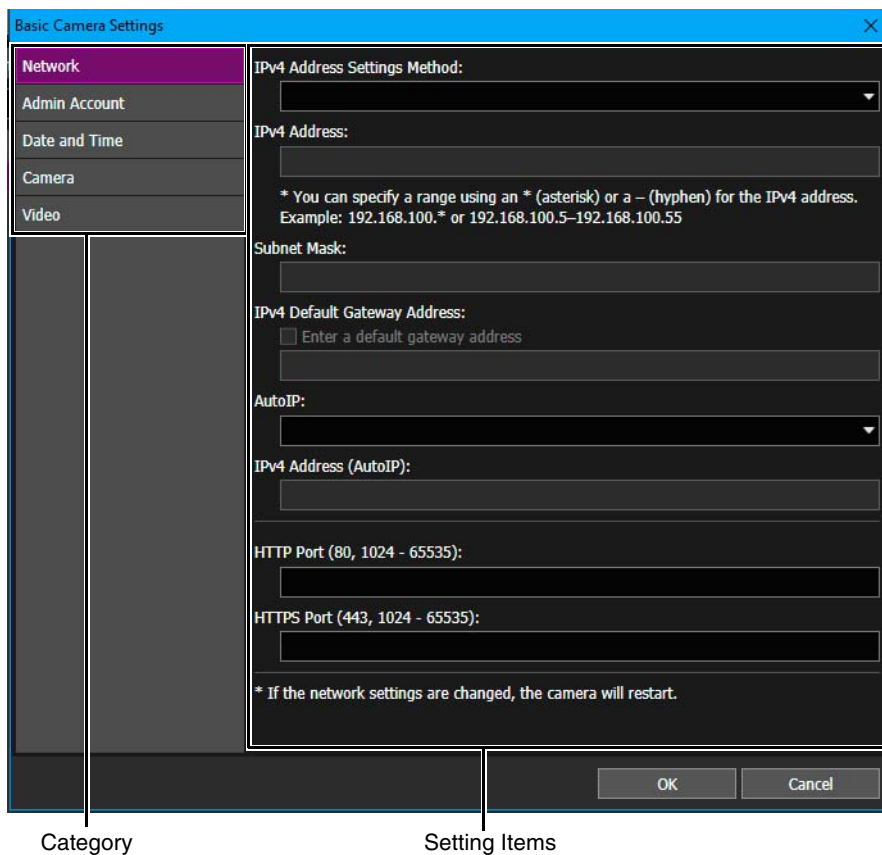 Basic Camera Settings
Network
Admin Account
Date and Time
Camera
Video
IPv4 Address Settings Method:
IPv4 Address:
* You can specify a range using an * (asterisk) or a – (hyphen) for the IPv4 address.
Example: 192.168.100.* or 192.168.100.5–192.168.100.55
Subnet Mask:
IPv4 Default Gateway Address:
Enter a default gateway address
AutoIP:
IPv4 Address (AutoIP):
HTTP Port (80, 1024 - 65535):
HTTPS Port (443, 1024 - 65535):
* If the network settings are changed, the camera will restart.
OK
Cancel
Category
Setting Items